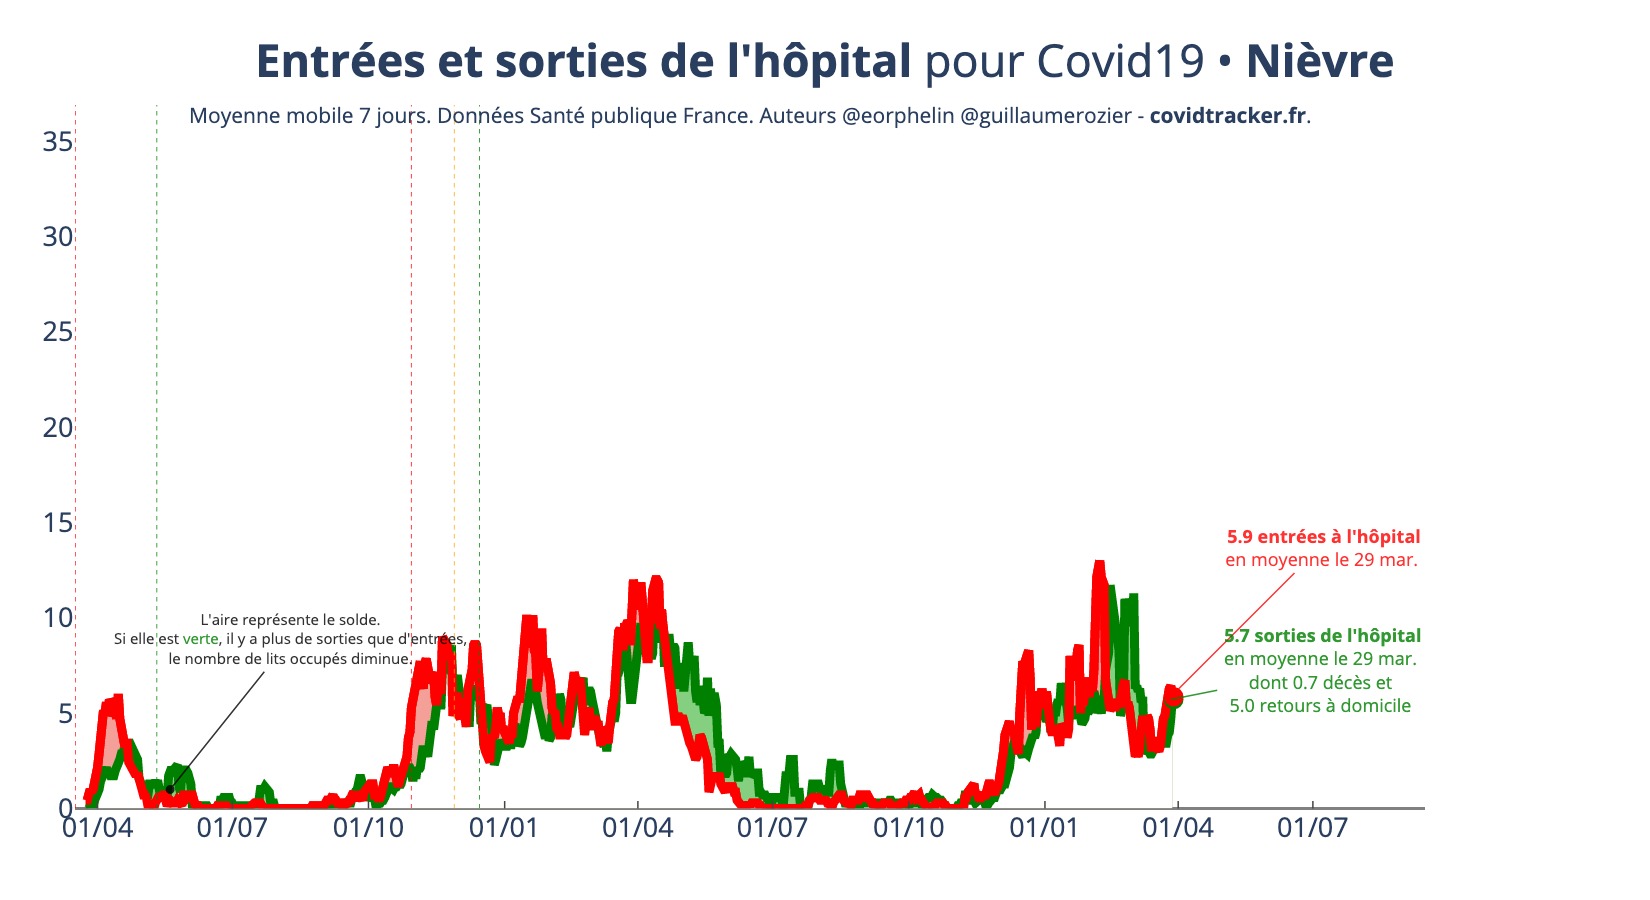 Entrées et sorties de l'hôpital pour Covid19 • Nièvre
Moyenne mobile 7 jours. Données Santé publique France. Auteurs @eorphelin @guillaumerozier - covidtracker.fr.
35
30
25
20
15
10
5
0
L'aire représente le solde.
Si elle est verte, il y a plus de sorties que d'entrées,
le nombre de lits occupés diminue.
5.9 entrées à l'hôpital
en moyenne le 29 mar.
5.7 sorties de l'hôpital
en moyenne le 29 mar.
dont 0.7 décès et
5.0 retours à domicile
01/04 01/07 01/10 01/01 01/04 01/07 01/10 01/01 01/04 01/07